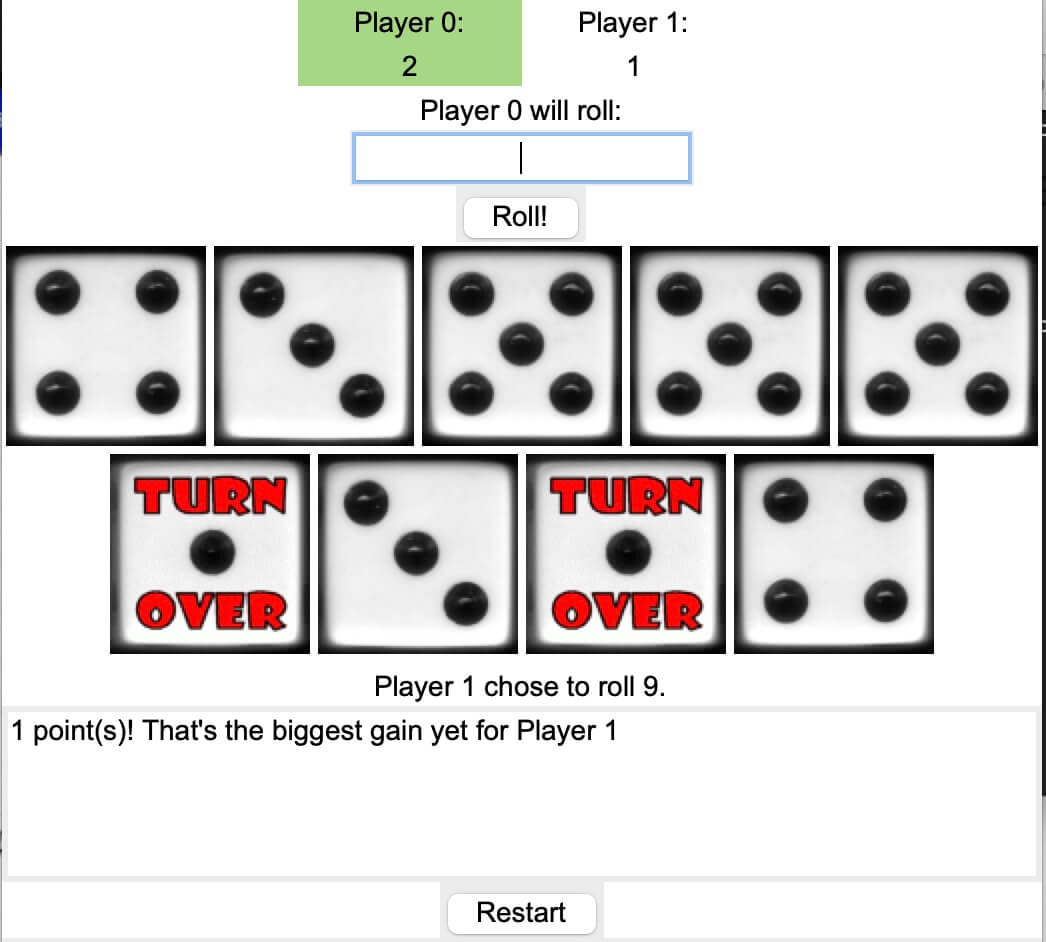 Player 0: Player 1:
2 1
Player 0 will roll:
Roll!
TURN TURN
OVER OVER
Player 1 chose to roll 9.
1 point(s)! That's the biggest gain yet for Player 1
Restart